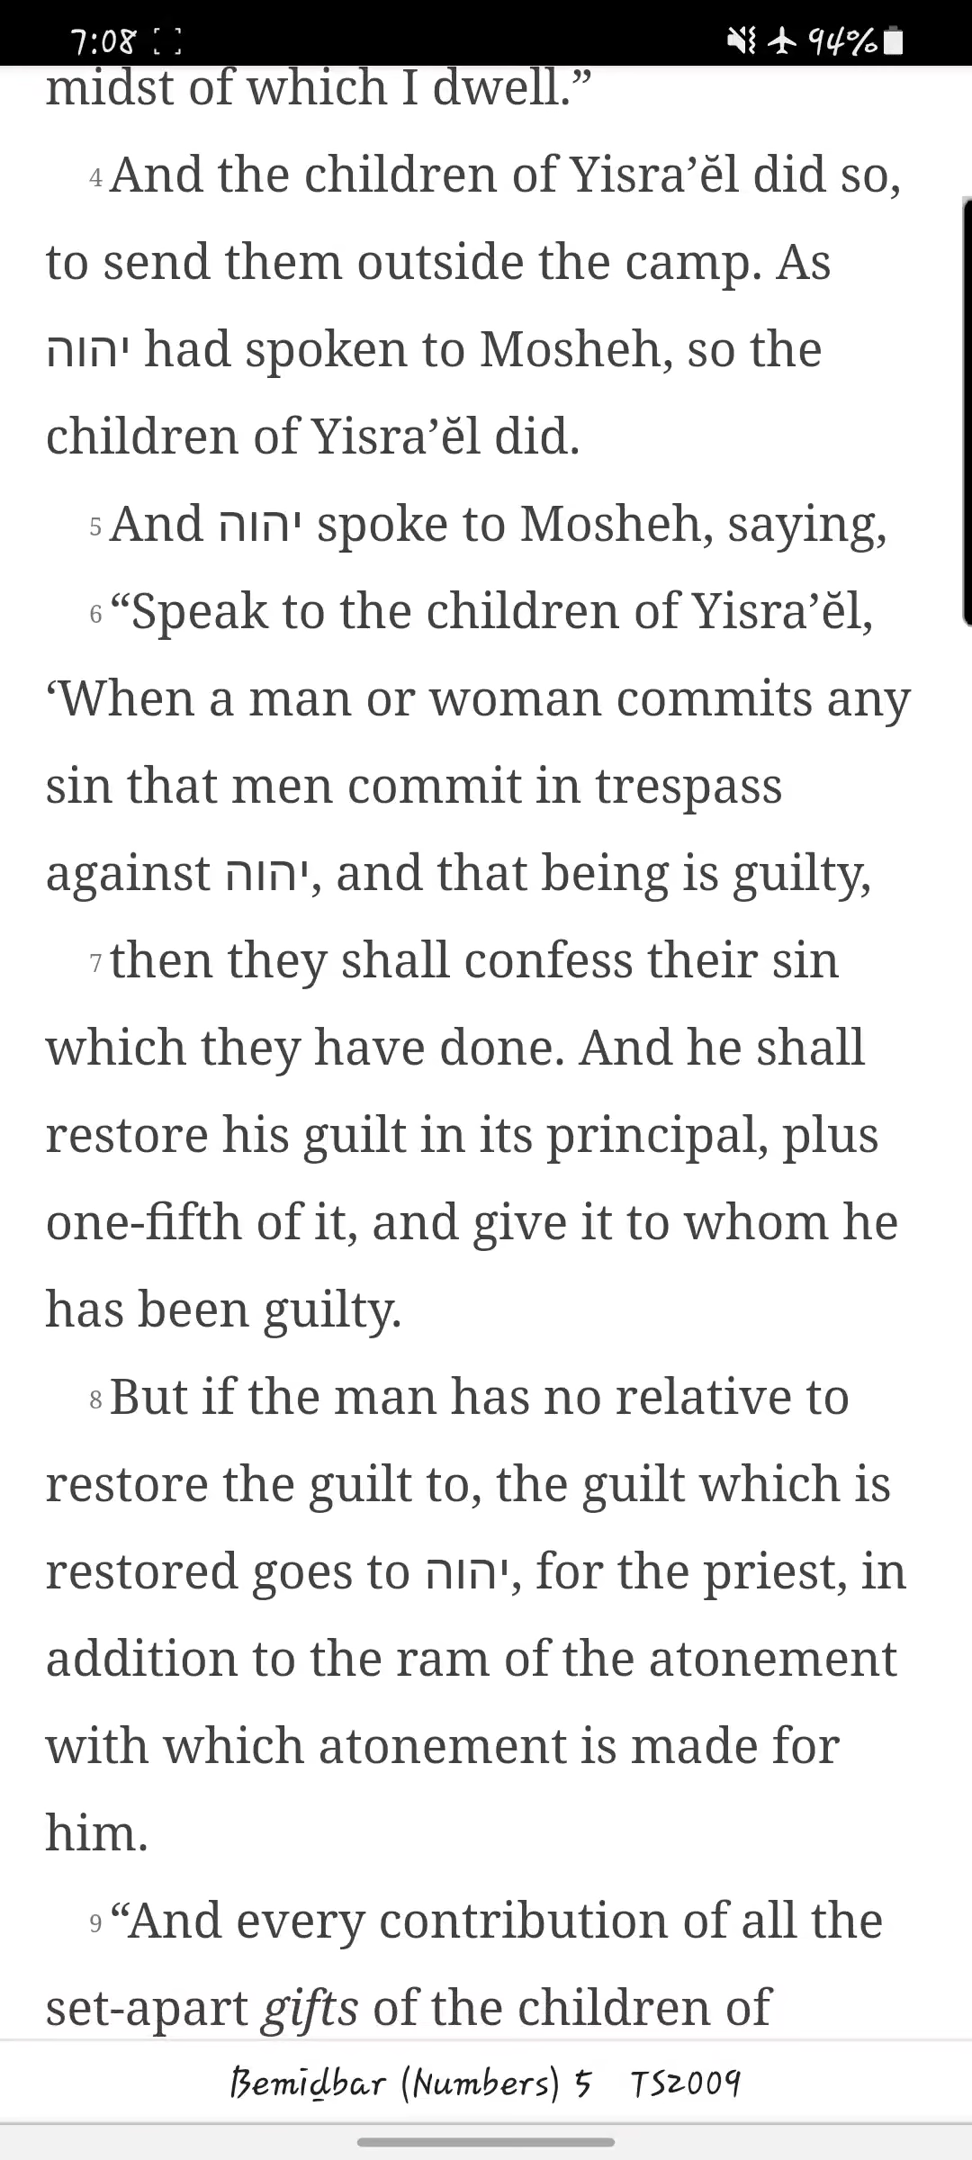 7:08 94%
midst of which I dwell.”
4 And the children of Yisra’ĕl did so,
to send them outside the camp. As
יהוה had spoken to Mosheh, so the
children of Yisra’ĕl did.
5 And יהוה spoke to Mosheh, saying,
6 “Speak to the children of Yisra’ĕl,
‘When a man or woman commits any
sin that men commit in trespass
against יהוה, and that being is guilty,
7 then they shall confess their sin
which they have done. And he shall
restore his guilt in its principal, plus
one-fifth of it, and give it to whom he
has been guilty.
8 But if the man has no relative to
restore the guilt to, the guilt which is
restored goes to יהוה, for the priest, in
addition to the ram of the atonement
with which atonement is made for
him.
9 “And every contribution of all the
set-apart gifts of the children of
Bemiḏbar (Numbers) 5 TS2009